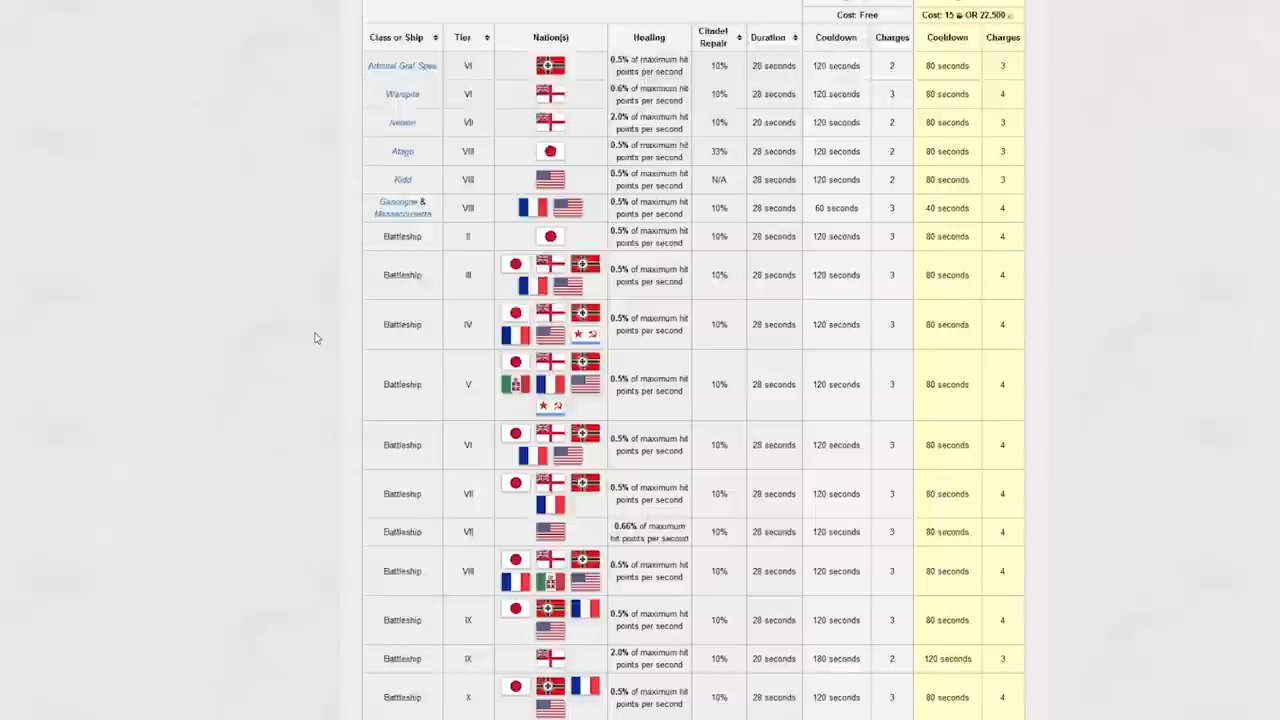 Cost: Free Cost: 15 OR 22,500
Class or Ship Tier Nation(s) Healing Citadel Repair Duration Cooldown Charges Cooldown Charges
Admiral Graf Spee VI 0.5% of maximum hit points per second 10% 28 seconds 120 seconds 2 80 seconds 3
Warspite VI 0.6% of maximum hit points per second 10% 28 seconds 120 seconds 3 80 seconds 4
Nelson VII 2.0% of maximum hit points per second 10% 20 seconds 120 seconds 2 80 seconds 3
Atago VIII 0.5% of maximum hit points per second 33% 28 seconds 120 seconds 2 80 seconds 3
Kidd VIII 0.5% of maximum hit points per second N/A 28 seconds 120 seconds 80 seconds 3
Gascogne & Massachusetts VIII 0.5% of maximum hit points per second 10% 28 seconds 60 seconds 3 40 seconds 4
Battleship II 0.5% of maximum hit points per second 10% 28 seconds 120 seconds 3 80 seconds 4
Battleship III 0.5% of maximum hit points per second 10% 28 seconds 120 seconds 3 80 seconds 4
Battleship IV 0.5% of maximum hit points per second 10% 28 seconds 120 seconds 3 80 seconds 4
Battleship V 0.5% of maximum hit points per second 10% 28 seconds 120 seconds 3 80 seconds 4
Battleship VI 0.5% of maximum hit points per second 10% 28 seconds 120 seconds 3 80 seconds 4
Battleship VII 0.5% of maximum hit points per second 10% 28 seconds 120 seconds 3 80 seconds 4
Battleship VII 0.66% of maximum hit points per second 10% 28 seconds 120 seconds 3 80 seconds 4
Battleship VIII 0.5% of maximum hit points per second 10% 28 seconds 120 seconds 3 80 seconds 4
Battleship IX 0.5% of maximum hit points per second 10% 28 seconds 120 seconds 3 80 seconds 4
Battleship IX 2.0% of maximum hit points per second 10% 20 seconds 180 seconds 2 120 seconds 3
Battleship X 0.5% of maximum hit points per second 10% 28 seconds 120 seconds 3 80 seconds 4